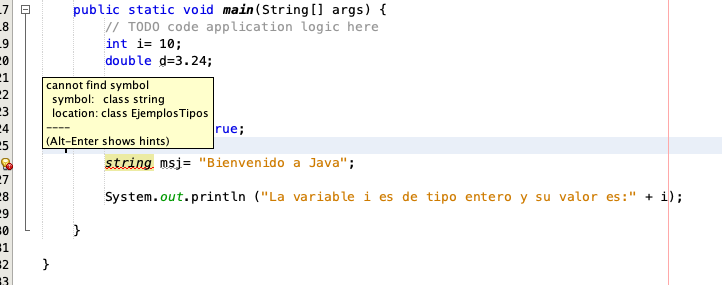 17 public static void main(String[] args) {
18 // TODO code application logic here
19 int i= 10;
20 double d=3.24;
21
cannot find symbol
symbol: class string
location: class EjemplosTipos
----
(Alt-Enter shows hints)
24 rue;
25
string msj= "Bienvenido a Java";
27
28 System.out.println ("La variable i es de tipo entero y su valor es:" + i);
29
30 }
31
32 }
33